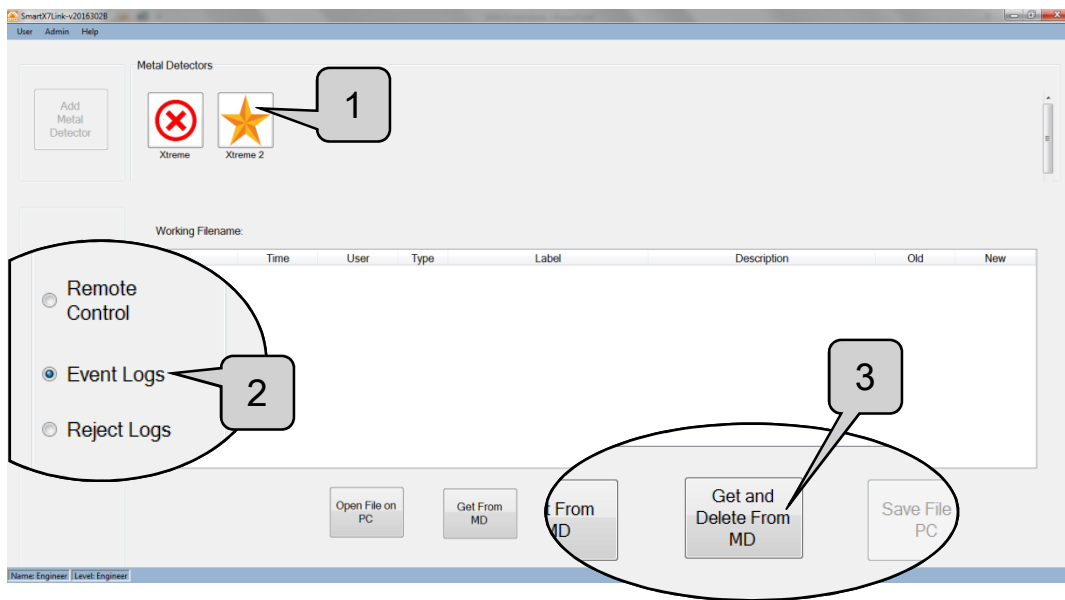 SmartX7Link-v2016302B
User Admin Help
Metal Detectors
Add
Metal
Detector
Xtreme
Xtreme 2
1
Working Filename:
Time User Type Label Description Old New
Remote
Control
Event Logs
2
Reject Logs
3
Open File on
PC
Get From
MD
t From
MD
Get and
Delete From
MD
Save File
PC
Name: Engineer Level: Engineer